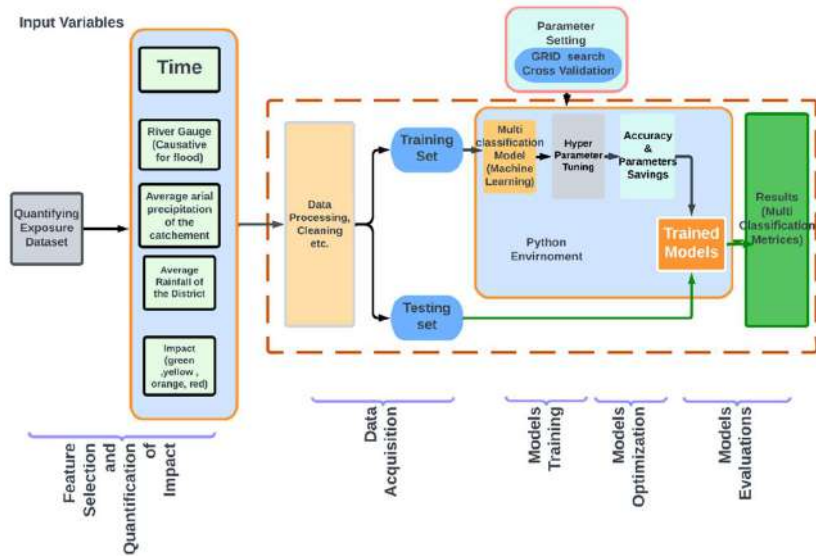 Input Variables
Quantifying
Exposure
Dataset
Time
River Gauge
(Causative
for flood)
Average arial
precipitation
of the
catchement
Average
Rainfall of
the District
Impact
(green
,yellow ,
orange, red)
Data
Processing,
Cleaning
etc.
Training
Set
Testing
set
Parameter
Setting
GRID search
Cross Validation
Multi
classification
Model
(Machine
Learning)
Hyper
Parameter
Tuning
Accuracy
&
Parameters
Savings
Python
Envirnoment
Trained
Models
Results
(Multi
Classification
Metrices)
Feature
Selection
and
Quantification
of
Impact
Data
Acquisition
Models
Training
Models
Optimization
Models
Evaluations